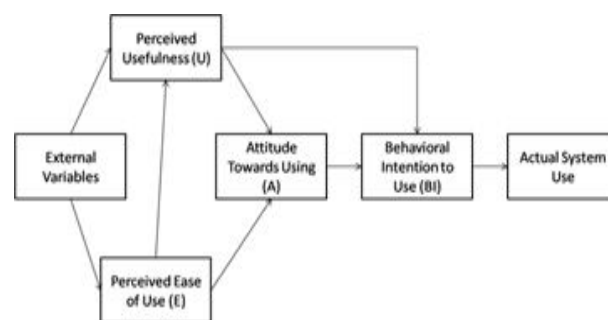 Perceived
Usefulness (U)
External
Variables
Attitude
Towards Using
(A)
Behavioral
Intention to
Use (BI)
Actual System
Use
Perceived Ease
of Use (E)